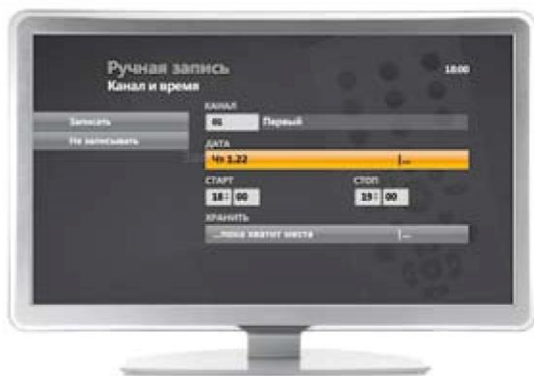 Ручная запись
18:00
Канал и время
КАНАЛ
Записать
01 Первый
Не записывать
ДАТА
Чт 1.22 |...
СТАРТ СТОП
18: 00 19: 00
ХРАНИТЬ
...пока хватит места |...